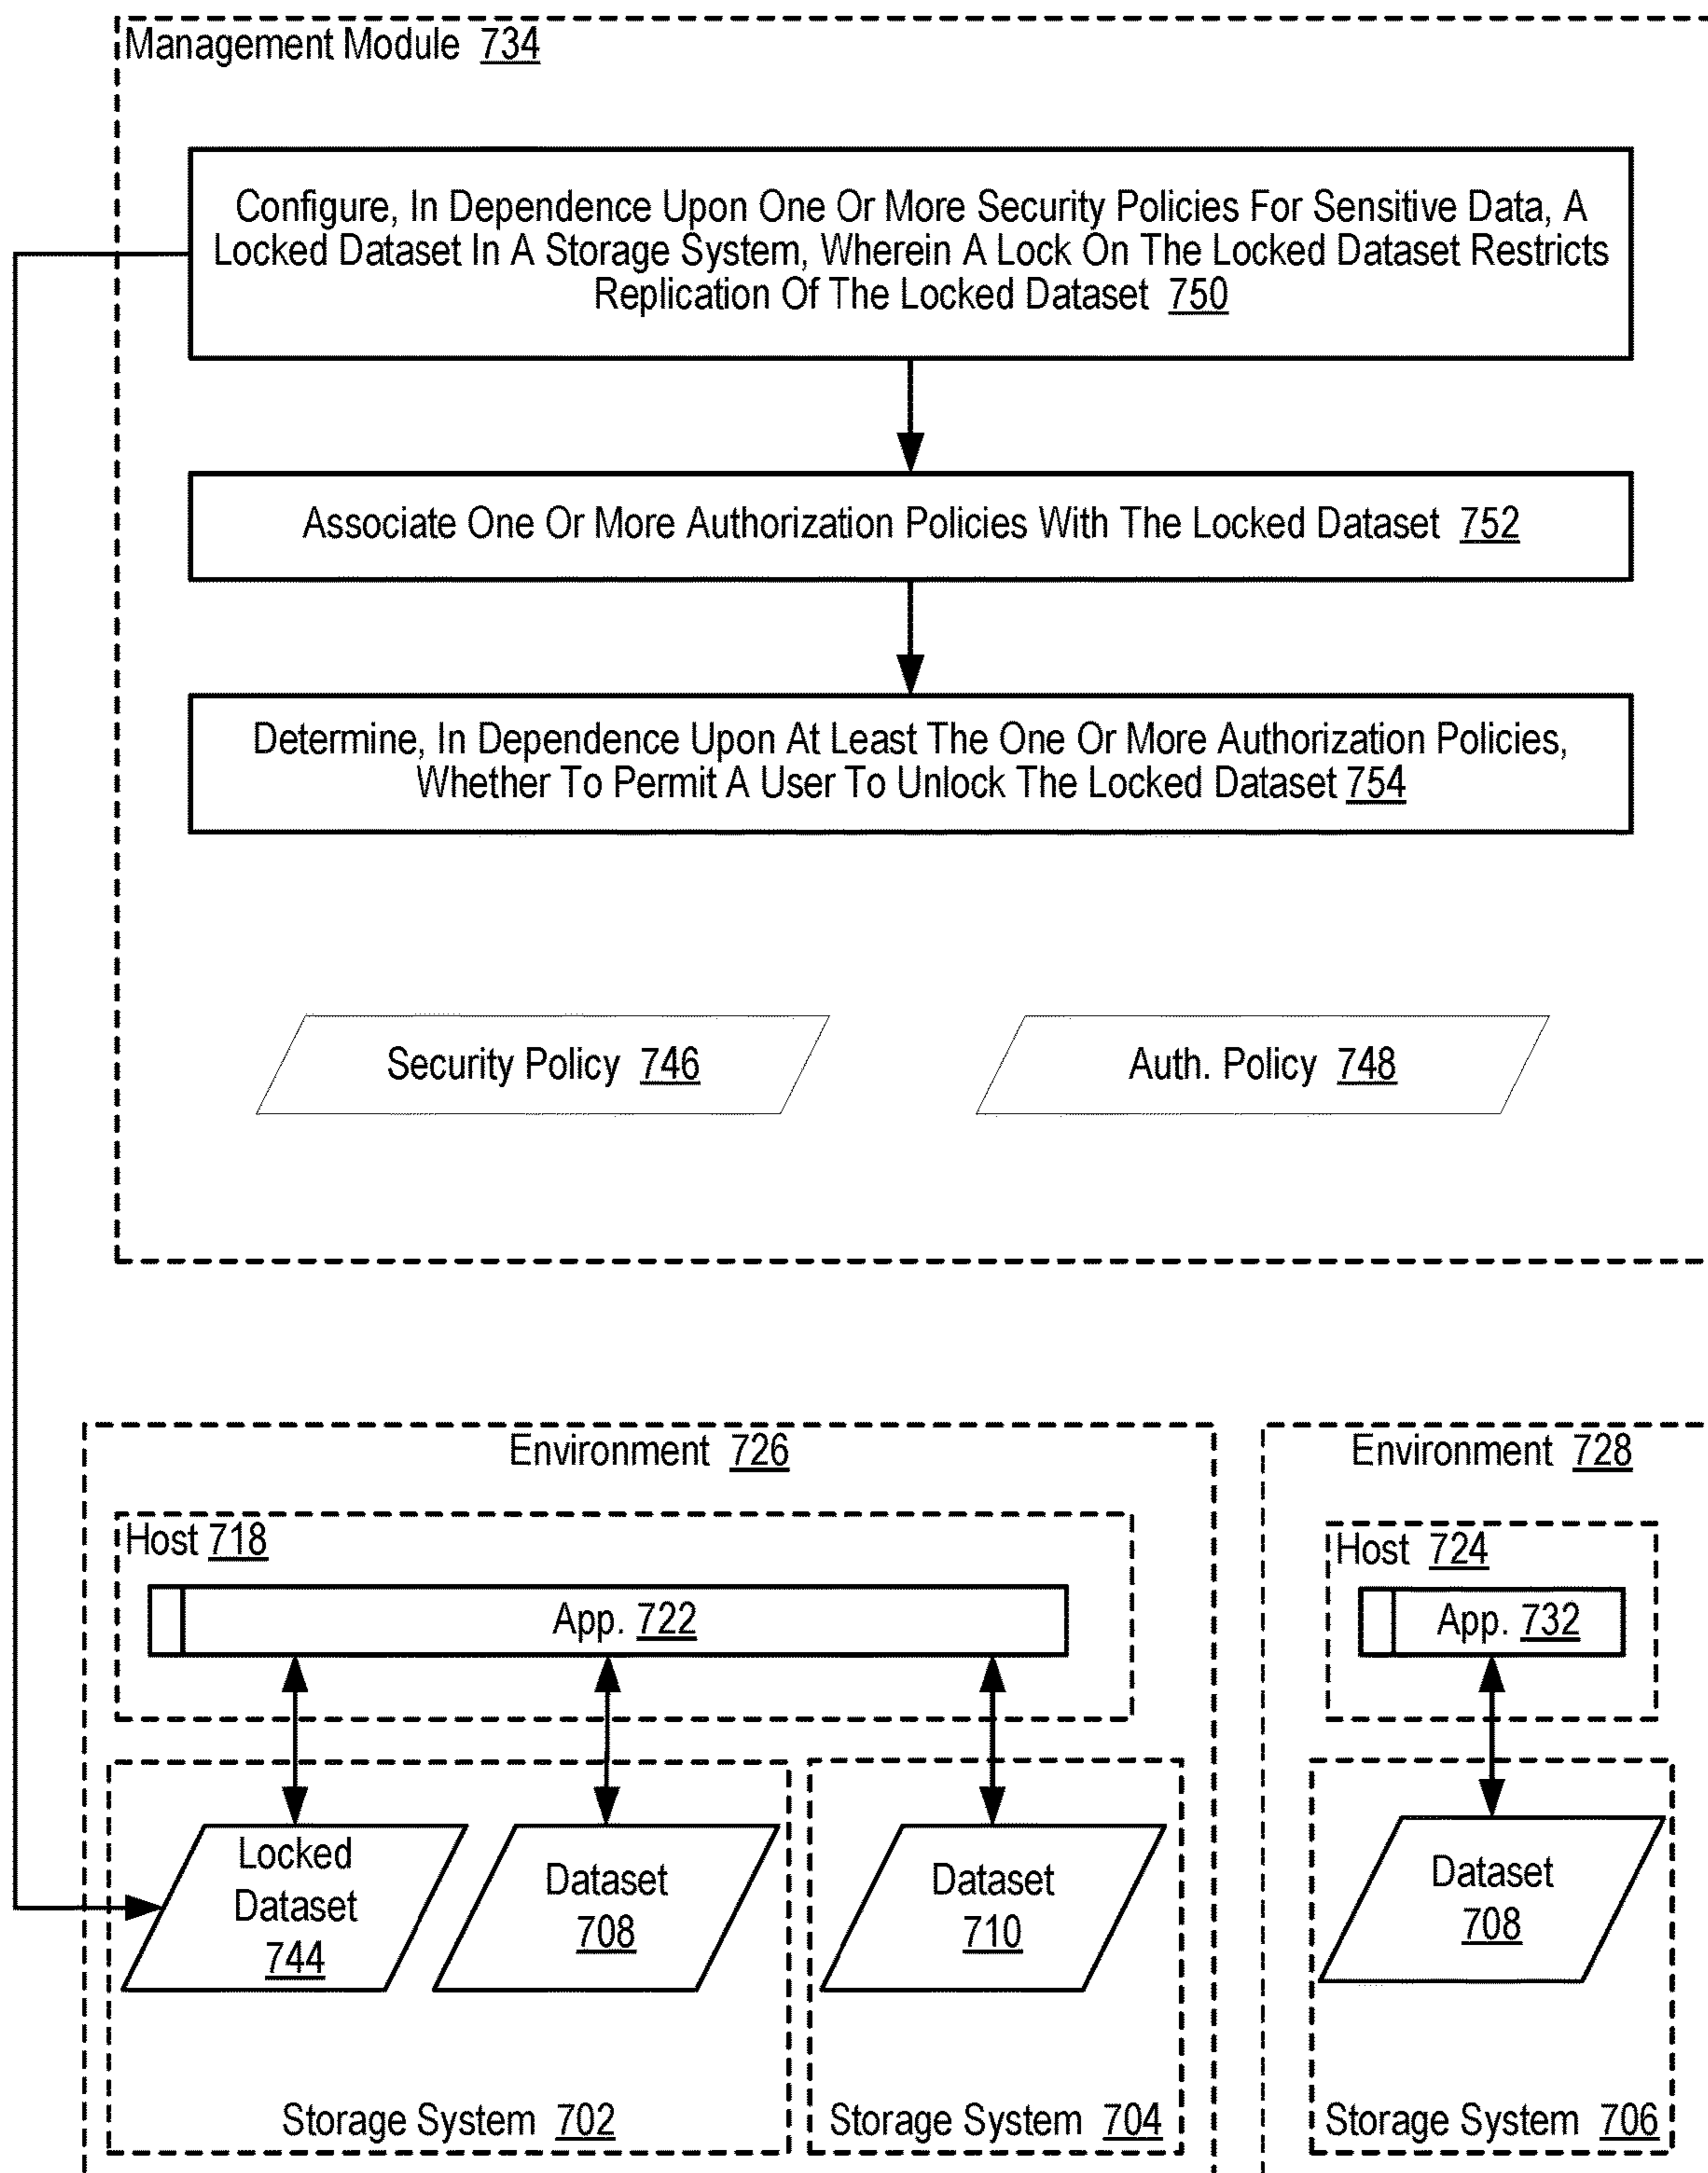 Management Module 734
Configure, In Dependence Upon One Or More Security Policies For Sensitive Data, A
Locked Dataset In A Storage System, Wherein A Lock On The Locked Dataset Restricts
Replication Of The Locked Dataset 750
Associate One Or More Authorization Policies With The Locked Dataset 752
Determine, In Dependence Upon At Least The One Or More Authorization Policies,
Whether To Permit A User To Unlock The Locked Dataset 754
Security Policy 746
Auth. Policy 748
Environment 726
Host 718
App. 722
Locked
Dataset
744
Dataset
708
Dataset
710
Storage System 702
Storage System 704
Environment 728
Host 724
App. 732
Dataset
708
Storage System 706